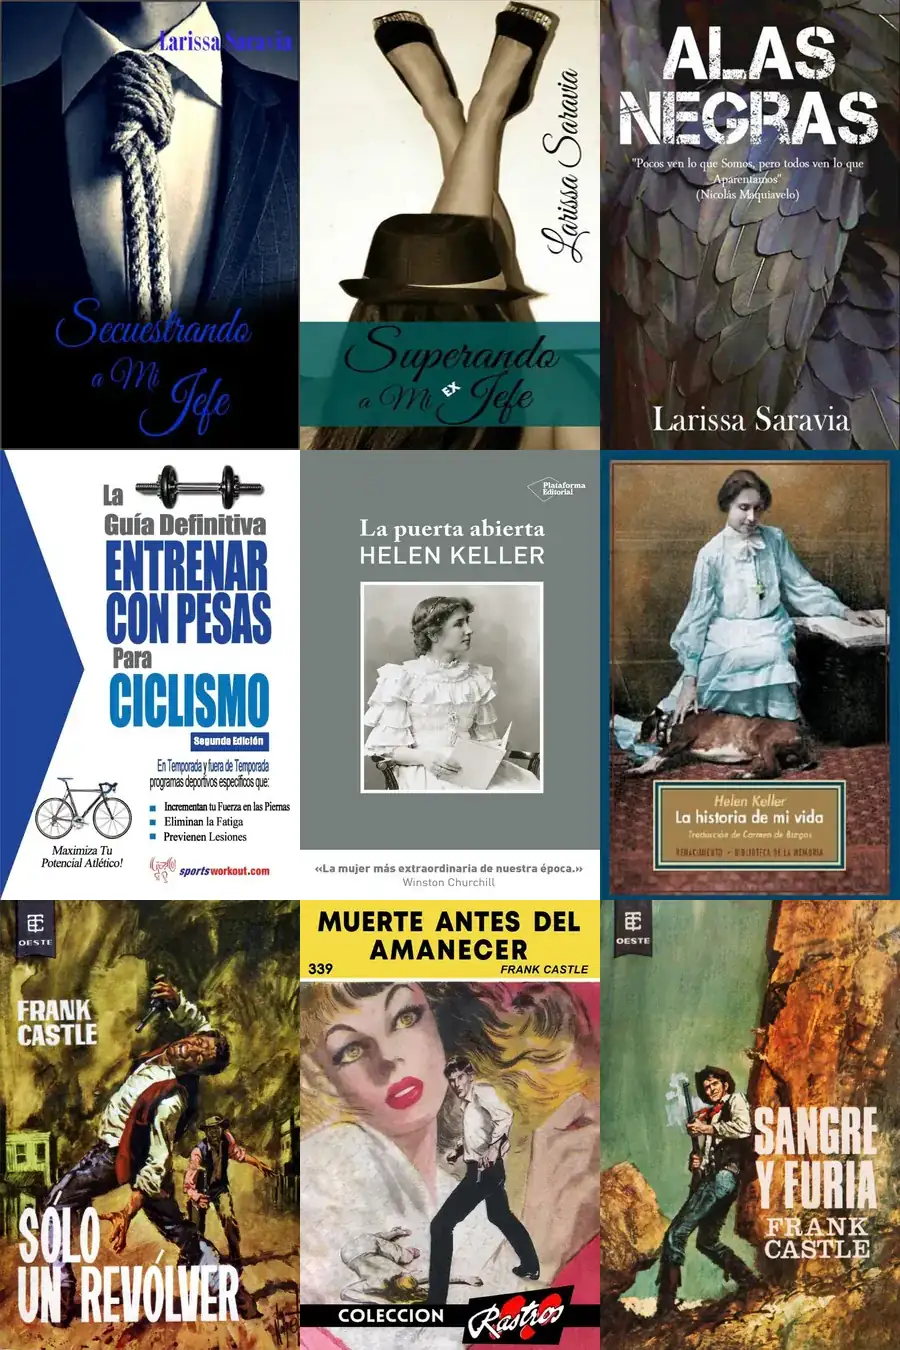 Larissa Saravia
Secuestrando
a Mi
Jefe
Larissa Saravia
Superando
a Mi EX Jefe
ALAS
NEGRAS
"Pocos ven lo que Somos, pero todos ven lo que
Aparentamos"
(Nicolás Maquiavelo)
Larissa Saravia
La
Guía Definitiva
ENTRENAR
CON PESAS
Para
CICLISMO
Segunda Edición
En Temporada y fuera de Temporada
programas deportivos específicos que:
Incrementan tu Fuerza en las Piernas
Eliminan la Fatiga
Previenen Lesiones
Maximiza Tu
Potencial Atlético!
sportsworkout.com
Plataforma
Editorial
La puerta abierta
HELEN KELLER
«La mujer más extraordinaria de nuestra época.»
Winston Churchill
Helen Keller
La historia de mi vida
Traducción de Carmen de Burgos
RENACIMIENTO • BIBLIOTECA DE LA MEMORIA
OESTE
FRANK
CASTLE
SÓLO
UN REVÓLVER
MUERTE ANTES DEL
AMANECER
339
FRANK CASTLE
COLECCION
Rastros
OESTE
SANGRE
Y FURIA
FRANK
CASTLE